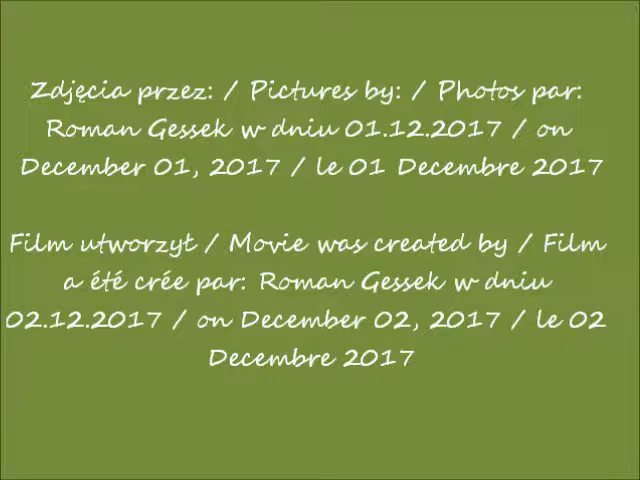 Zdjęcia przez: / Pictures by: / Photos par:
Roman Gessek w dniu 01.12.2017 / on
December 01, 2017 / le 01 Decembre 2017
Film utworzył / Movie was created by / Film
a été crée par: Roman Gessek w dniu
02.12.2017 / on December 02, 2017 / le 02
Decembre 2017